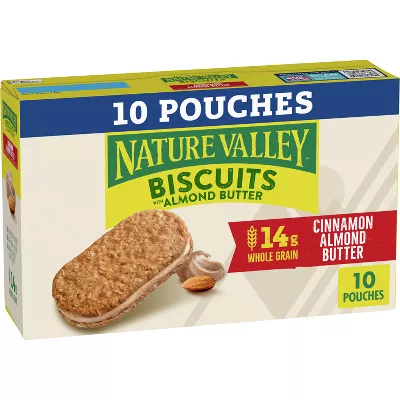 10 POUCHES
NATURE VALLEY
BISCUITS
WITH ALMOND BUTTER
14g
WHOLE GRAIN
CINNAMON
ALMOND
BUTTER
10
POUCHES